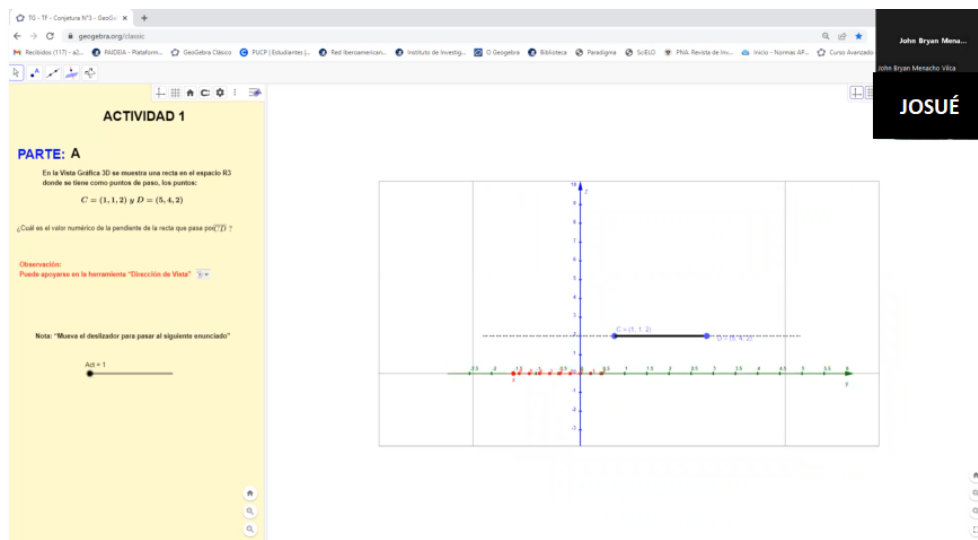 TG - TF - Conjetura N°3 - GeoGe
geogebra.org/classic
Recibidos (117) - a2...
PAIDEIA - Plataform...
GeoGebra Clásico
PUCP | Estudiantes |...
Red Iberoamerican...
Instituto de Investig...
O Geogebra
Biblioteca
Paradigma
SciELO
PNA. Revista de Inv...
Inicio - Normas AP...
Curso Avanzado
John Bryan Mena...
John Bryan Menacho Vilca
JOSUÉ
ACTIVIDAD 1
PARTE: A
En la Vista Gráfica 3D se muestra una recta en el espacio R3
donde se tiene como puntos de paso, los puntos:
C = (1, 1, 2) y D = (5, 4, 2)
¿Cuál es el valor numérico de la pendiente de la recta que pasa por CD ?
Observación:
Puede apoyarse en la herramienta "Dirección de Vista"
Nota: "Mueva el deslizador para pasar al siguiente enunciado"
Act = 1
C = (1, 1, 2)
D = (5, 4, 2)